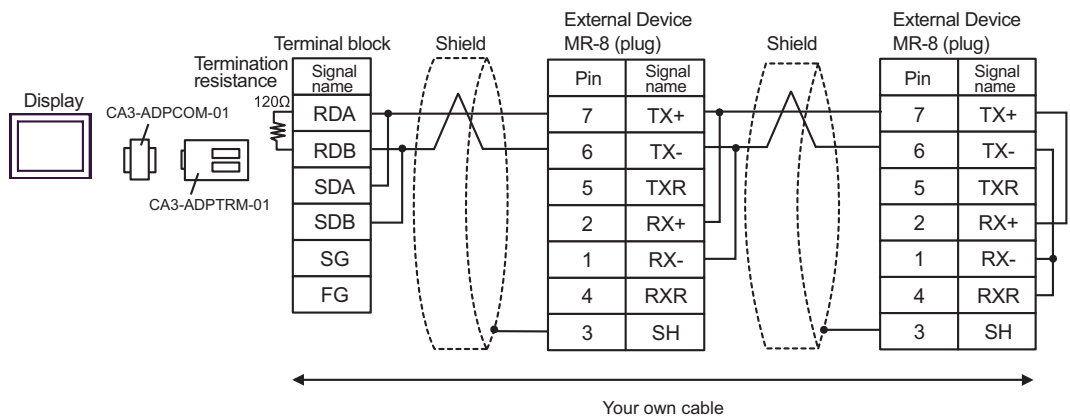 Display
CA3-ADPCOM-01
CA3-ADPTRM-01
Termination
resistance
120Ω
Terminal block
Signal
name
RDA
RDB
SDA
SDB
SG
FG
Shield
External Device
MR-8 (plug)
Pin Signal
name
7 TX+
6 TX-
5 TXR
2 RX+
1 RX-
4 RXR
3 SH
Shield
External Device
MR-8 (plug)
Pin Signal
name
7 TX+
6 TX-
5 TXR
2 RX+
1 RX-
4 RXR
3 SH
Your own cable